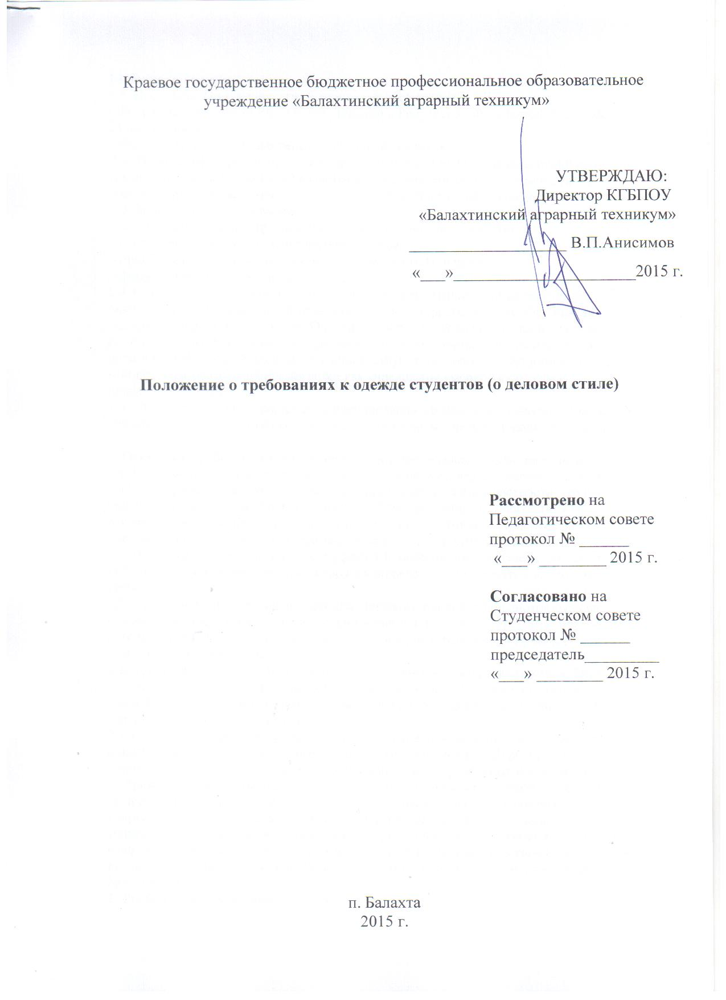 Краевое государственное бюджетное профессиональное образовательное
учреждение «Балахтинский аграрный техникум»
УТВЕРЖДАЮ:
Директор КГБПОУ
«Балахтинский аграрный техникум»
___________________ В.П.Анисимов
«___»______________________2015 г.
Положение о требованиях к одежде студентов (о деловом стиле)
Рассмотрено на
Педагогическом совете
протокол № ______
«___» ________ 2015 г.
Согласовано на
Студенческом совете
протокол № ______
председатель_________
«___» ________ 2015 г.
п. Балахта
2015 г.